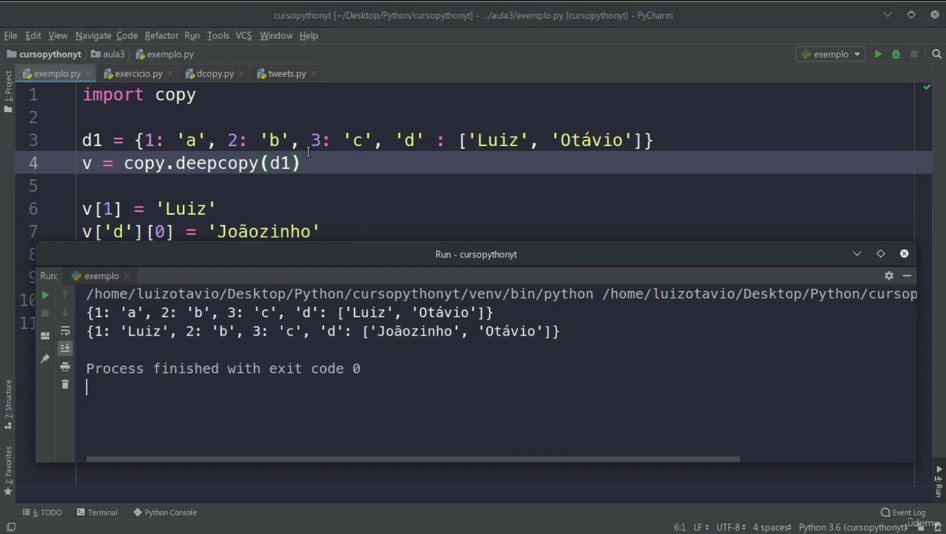 cursopythonyt [~/Desktop/Python/cursopythonyt] - .../aula3/exemplo.py [cursopythonyt] - PyCharm
File Edit View Navigate Code Refactor Run Tools VCS Window Help
cursopythonyt aula3 exemplo.py exemplo
exemplo.py exercicio.py dcopy.py tweets.py
1: Project
1 import copy
2
3 d1 = {1: 'a', 2: 'b', 3: 'c', 'd' : ['Luiz', 'Otávio']}
4 v = copy.deepcopy(d1)
5
6 v[1] = 'Luiz'
7 v['d'][0] = 'Joãozinho'
8
Run - cursopythonyt
Run: exemplo
/home/luizotavio/Desktop/Python/cursopythonyt/venv/bin/python /home/luizotavio/Desktop/Python/cursop
{1: 'a', 2: 'b', 3: 'c', 'd': ['Luiz', 'Otávio']}
{1: 'Luiz', 2: 'b', 3: 'c', 'd': ['Joãozinho', 'Otávio']}
Process finished with exit code 0
7: Structure
2: Favorites
4: Run
6: TODO Terminal Python Console Event Log
6:1 LF UTF-8 4 spaces Python 3.6 (cursopythonyt)
ûdemy